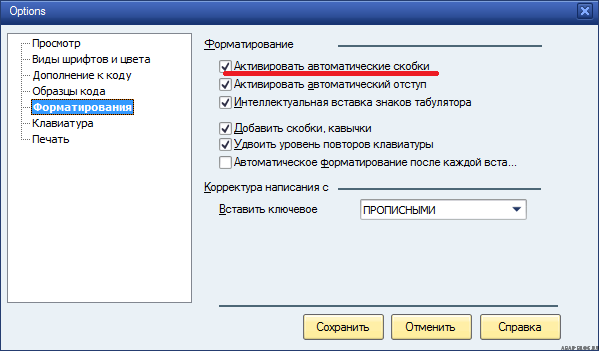 Options
Просмотр
Виды шрифтов и цвета
Дополнение к коду
Образцы кода
Форматирования
Клавиатура
Печать
Форматирование
Активировать автоматические скобки
Активировать автоматический отступ
Интеллектуальная вставка знаков табулятора
Добавить скобки, кавычки
Удвоить уровень повторов клавиатуры
Автоматическое форматирование после каждой вста...
Корректура написания с
Вставить ключевое ПРОПИСНЫМИ
Сохранить Отменить Справка